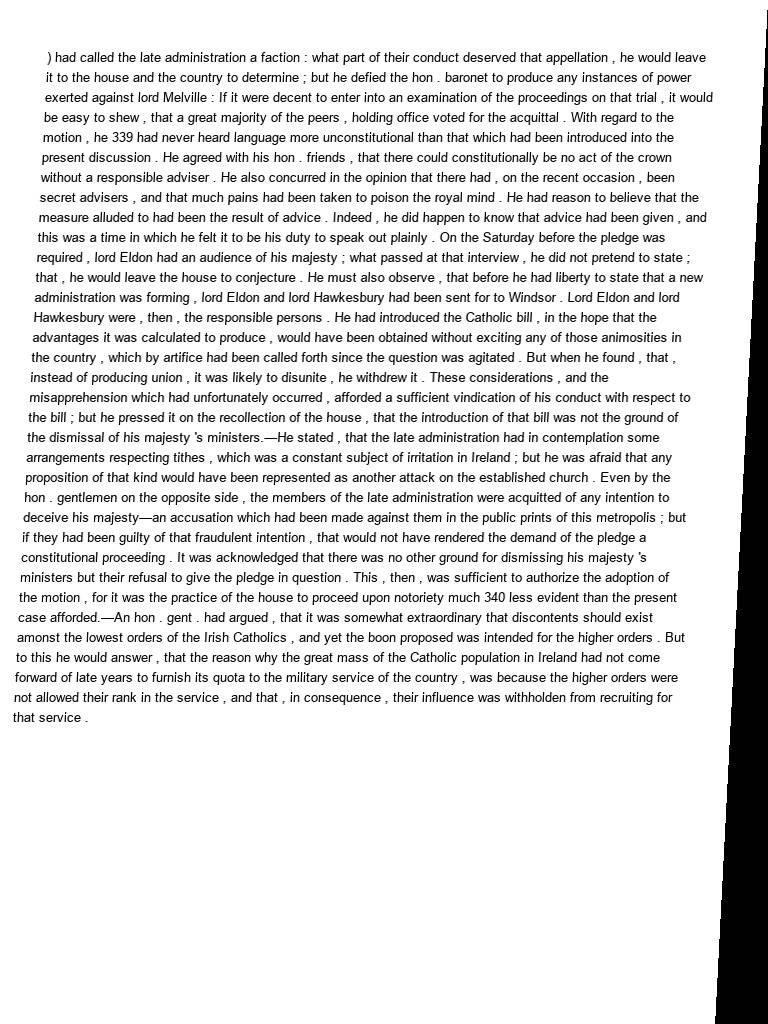 ) had called the late administration a faction : what part of their conduct deserved that appellation , he would leave
it to the house and the country to determine ; but he defied the hon . baronet to produce any instances of power
exerted against lord Melville : If it were decent to enter into an examination of the proceedings on that trial , it would
be easy to shew , that a great majority of the peers , holding office voted for the acquittal . With regard to the
motion , he 339 had never heard language more unconstitutional than that which had been introduced into the
present discussion . He agreed with his hon . friends , that there could constitutionally be no act of the crown
without a responsible adviser . He also concurred in the opinion that there had , on the recent occasion , been
secret advisers , and that much pains had been taken to poison the royal mind . He had reason to believe that the
measure alluded to had been the result of advice . Indeed , he did happen to know that advice had been given , and
this was a time in which he felt it to be his duty to speak out plainly . On the Saturday before the pledge was
required , lord Eldon had an audience of his majesty ; what passed at that interview , he did not pretend to state ;
that , he would leave the house to conjecture . He must also observe , that before he had liberty to state that a new
administration was forming , lord Eldon and lord Hawkesbury had been sent for to Windsor . Lord Eldon and lord
Hawkesbury were , then , the responsible persons . He had introduced the Catholic bill , in the hope that the
advantages it was calculated to produce , would have been obtained without exciting any of those animosities in
the country , which by artifice had been called forth since the question was agitated . But when he found , that ,
instead of producing union , it was likely to disunite , he withdrew it . These considerations , and the
misapprehension which had unfortunately occurred , afforded a sufficient vindication of his conduct with respect to
the bill ; but he pressed it on the recollection of the house , that the introduction of that bill was not the ground of
the dismissal of his majesty 's ministers.—He stated , that the late administration had in contemplation some
arrangements respecting tithes , which was a constant subject of irritation in Ireland ; but he was afraid that any
proposition of that kind would have been represented as another attack on the established church . Even by the
hon . gentlemen on the opposite side , the members of the late administration were acquitted of any intention to
deceive his majesty—an accusation which had been made against them in the public prints of this metropolis ; but
if they had been guilty of that fraudulent intention , that would not have rendered the demand of the pledge a
constitutional proceeding . It was acknowledged that there was no other ground for dismissing his majesty 's
ministers but their refusal to give the pledge in question . This , then , was sufficient to authorize the adoption of
the motion , for it was the practice of the house to proceed upon notoriety much 340 less evident than the present
case afforded.—An hon . gent . had argued , that it was somewhat extraordinary that discontents should exist
amonst the lowest orders of the Irish Catholics , and yet the boon proposed was intended for the higher orders . But
to this he would answer , that the reason why the great mass of the Catholic population in Ireland had not come
forward of late years to furnish its quota to the military service of the country , was because the higher orders were
not allowed their rank in the service , and that , in consequence , their influence was withholden from recruiting for
that service .